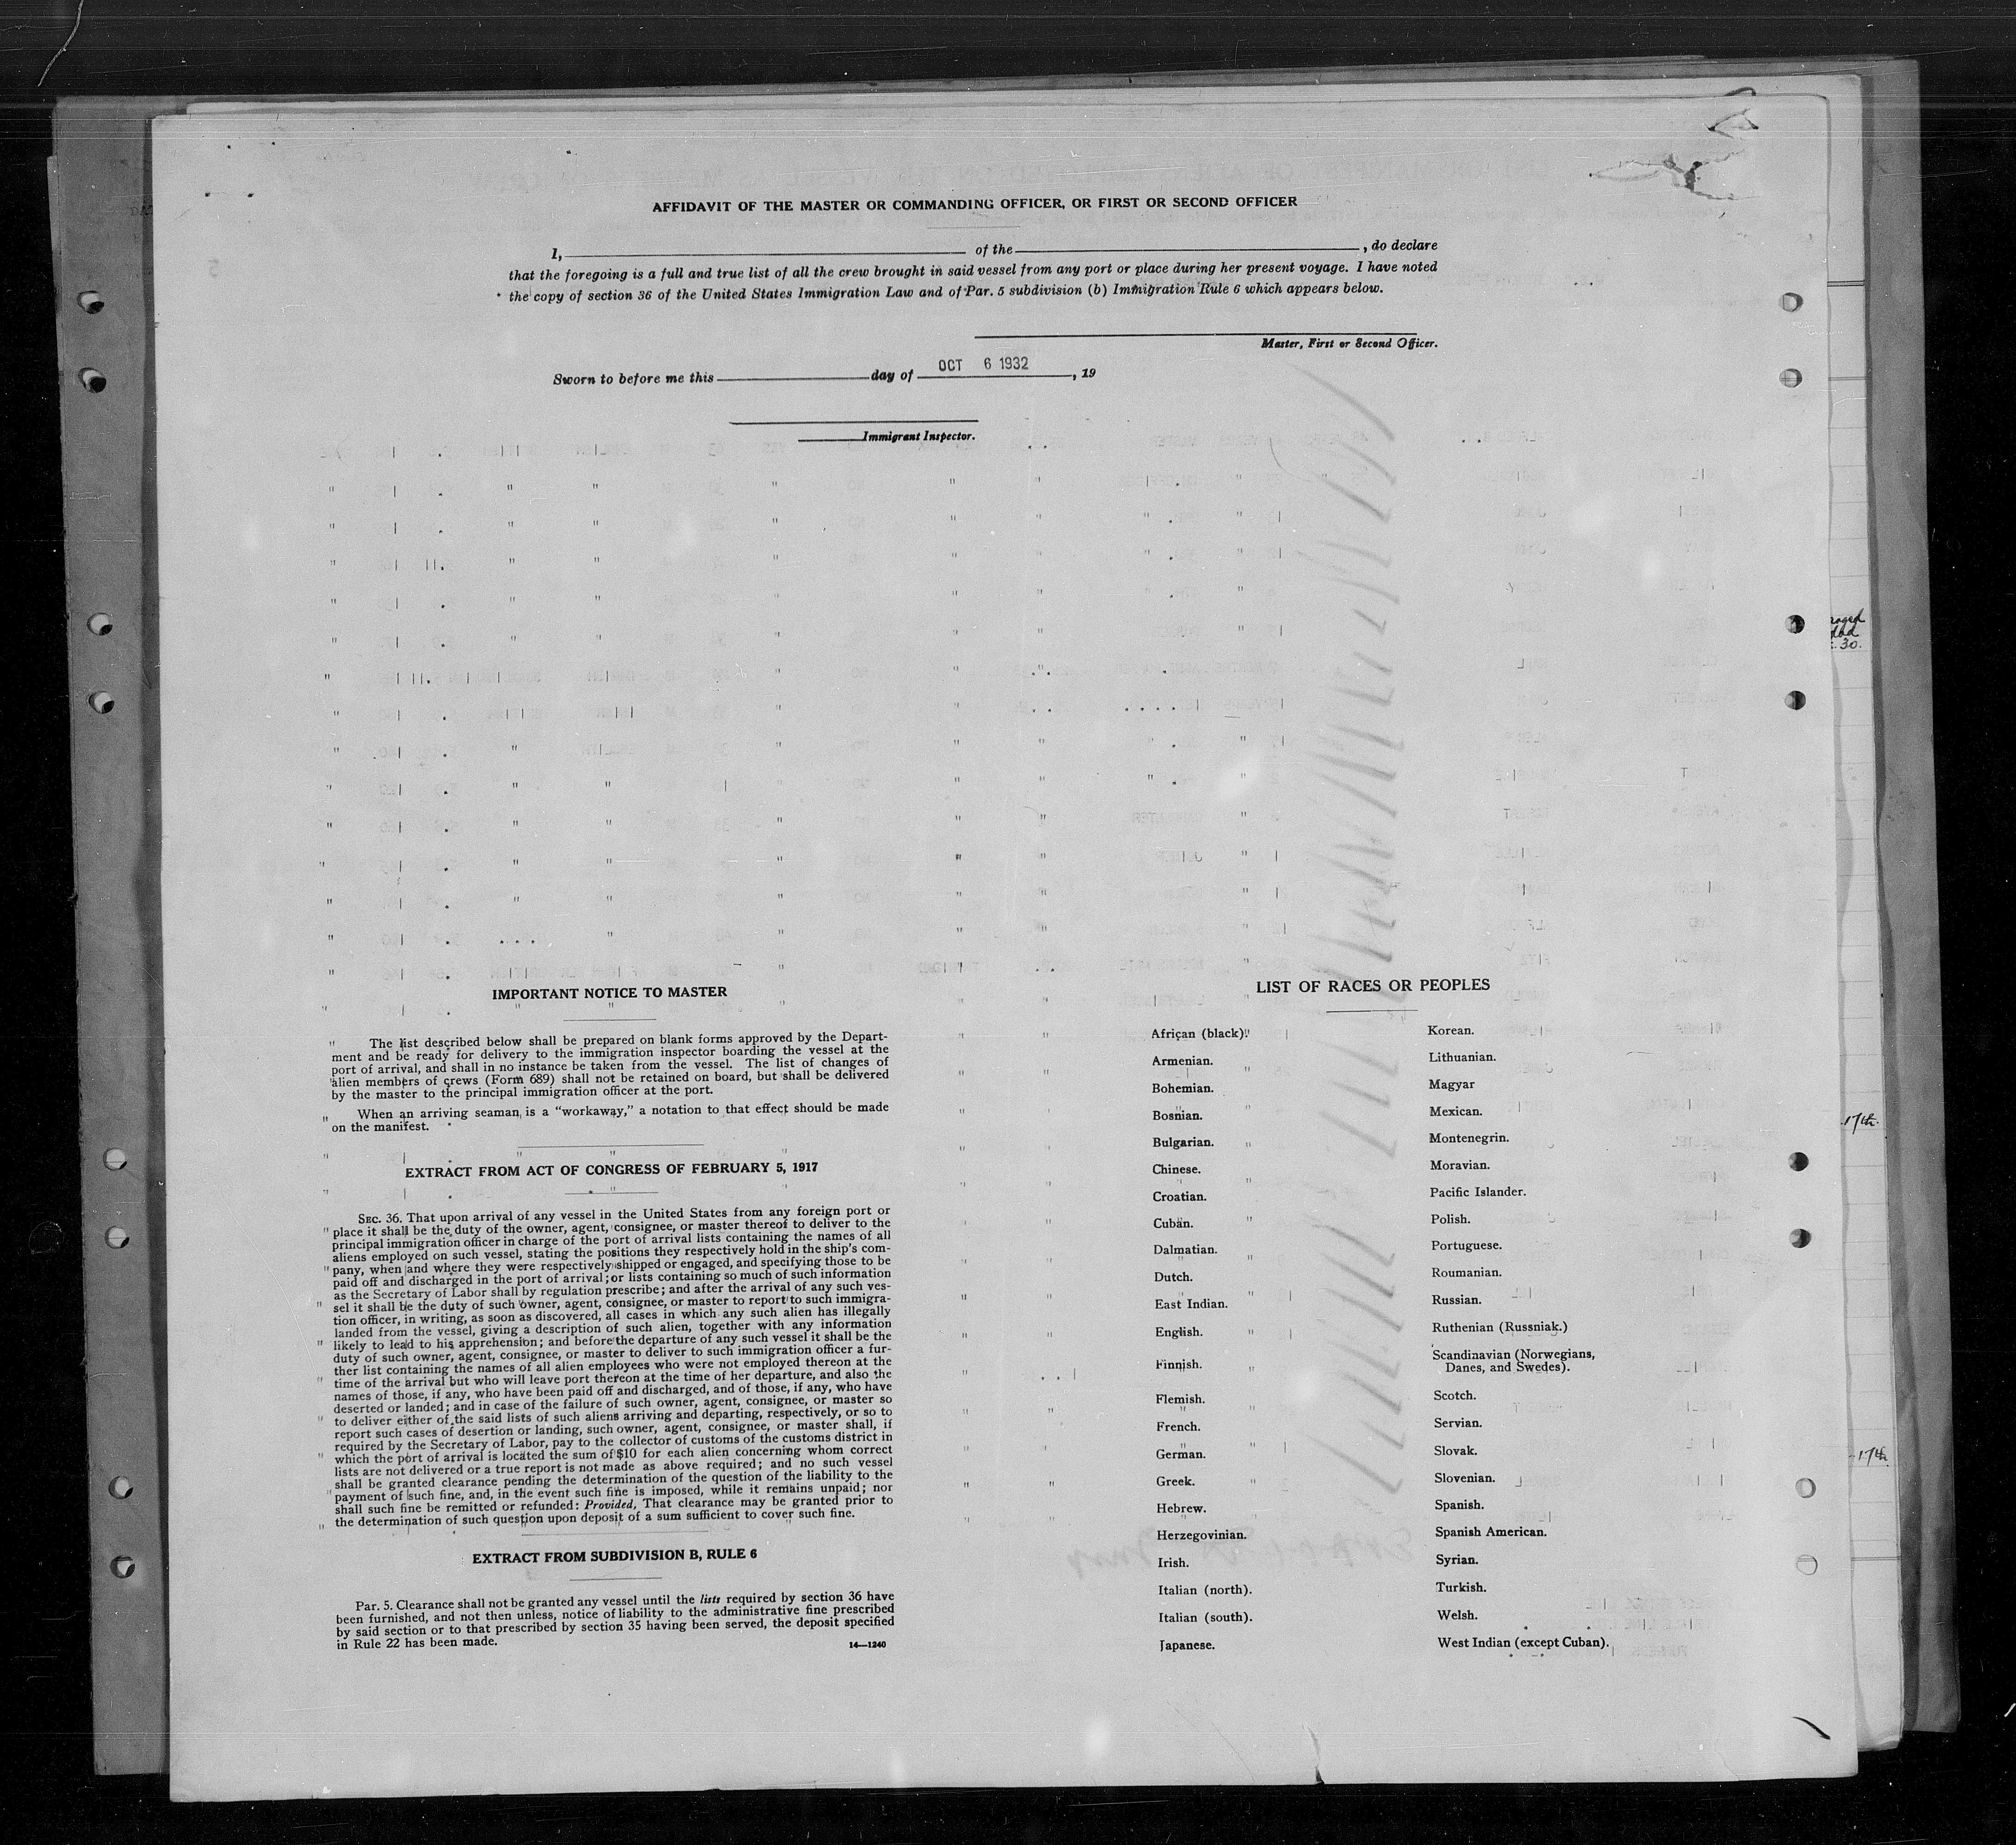 AFFIDAVIT OF THE MASTER OR COMMANDING OFFICER, OR FIRST OR SECOND OFFICER
I, of the , do declare
that the foregoing is a full and true list of all the crew brought in said vessel from any port or place during her present voyage. I have noted
the copy of section 36 of the United States Immigration Law and of Par. 5 subdivision (b) Immigration Rule 6 which appears below.
Master, First or Second Officer.
OCT 6 1932
Sworn to before me this day of , 19
Immigrant Inspector.
IMPORTANT NOTICE TO MASTER
The list described below shall be prepared on blank forms approved by the Depart-
ment and be ready for delivery to the immigration inspector boarding the vessel at the
port of arrival, and shall in no instance be taken from the vessel. The list of changes of
alien members of crews (Form 689) shall not be retained on board, but shall be delivered
by the master to the principal immigration officer at the port.
When an arriving seaman is a “workaway,” a notation to that effect should be made
on the manifest.
EXTRACT FROM ACT OF CONGRESS OF FEBRUARY 5, 1917
SEC. 36. That upon arrival of any vessel in the United States from any foreign port or
place it shall be the duty of the owner, agent, consignee, or master thereof to deliver to the
principal immigration officer in charge of the port of arrival lists containing the names of all
aliens employed on such vessel, stating the positions they respectively hold in the ship's com-
pany, when and where they were respectively shipped or engaged, and specifying those to be
paid off and discharged in the port of arrival; or lists containing so much of such information
as the Secretary of Labor shall by regulation prescribe; and after the arrival of any such ves-
sel it shall be the duty of such owner, agent, consignee, or master to report to such immigra-
tion officer, in writing, as soon as discovered, all cases in which any such alien has illegally
landed from the vessel, giving a description of such alien, together with any information
likely to lead to his apprehension; and before the departure of any such vessel it shall be the
duty of such owner, agent, consignee, or master to deliver to such immigration officer a fur-
ther list containing the names of all alien employees who were not employed thereon at the
time of the arrival but who will leave port thereon at the time of her departure, and also the
names of those, if any, who have been paid off and discharged, and of those, if any, who have
deserted or landed; and in case of the failure of such owner, agent, consignee, or master so
to deliver either of the said lists of such aliens arriving and departing, respectively, or so to
report such cases of desertion or landing, such owner, agent, consignee, or master shall, if
required by the Secretary of Labor, pay to the collector of customs of the customs district in
which the port of arrival is located the sum of $10 for each alien concerning whom correct
lists are not delivered or a true report is not made as above required; and no such vessel
shall be granted clearance pending the determination of the question of the liability to the
payment of such fine, and, in the event such fine is imposed, while it remains unpaid; nor
shall such fine be remitted or refunded: Provided, That clearance may be granted prior to
the determination of such question upon deposit of a sum sufficient to cover such fine.
EXTRACT FROM SUBDIVISION B, RULE 6
Par. 5. Clearance shall not be granted any vessel until the lists required by section 36 have
been furnished, and not then unless, notice of liability to the administrative fine prescribed
by said section or to that prescribed by section 35 having been served, the deposit specified
in Rule 22 has been made.
14—1240
LIST OF RACES OR PEOPLES
African (black).
Armenian.
Bohemian.
Bosnian.
Bulgarian.
Chinese.
Croatian.
Cuban.
Dalmatian.
Dutch.
East Indian.
English.
Finnish.
Flemish.
French.
German.
Greek.
Hebrew.
Herzegovinian.
Irish.
Italian (north).
Italian (south).
Japanese.
Korean.
Lithuanian.
Magyar
Mexican.
Montenegrin.
Moravian.
Pacific Islander.
Polish.
Portuguese.
Roumanian.
Russian.
Ruthenian (Russniak.)
Scandinavian (Norwegians,
Danes, and Swedes).
Scotch.
Servian.
Slovak.
Slovenian.
Spanish.
Spanish American.
Syrian.
Turkish.
Welsh.
West Indian (except Cuban).
30.
17th.
17th